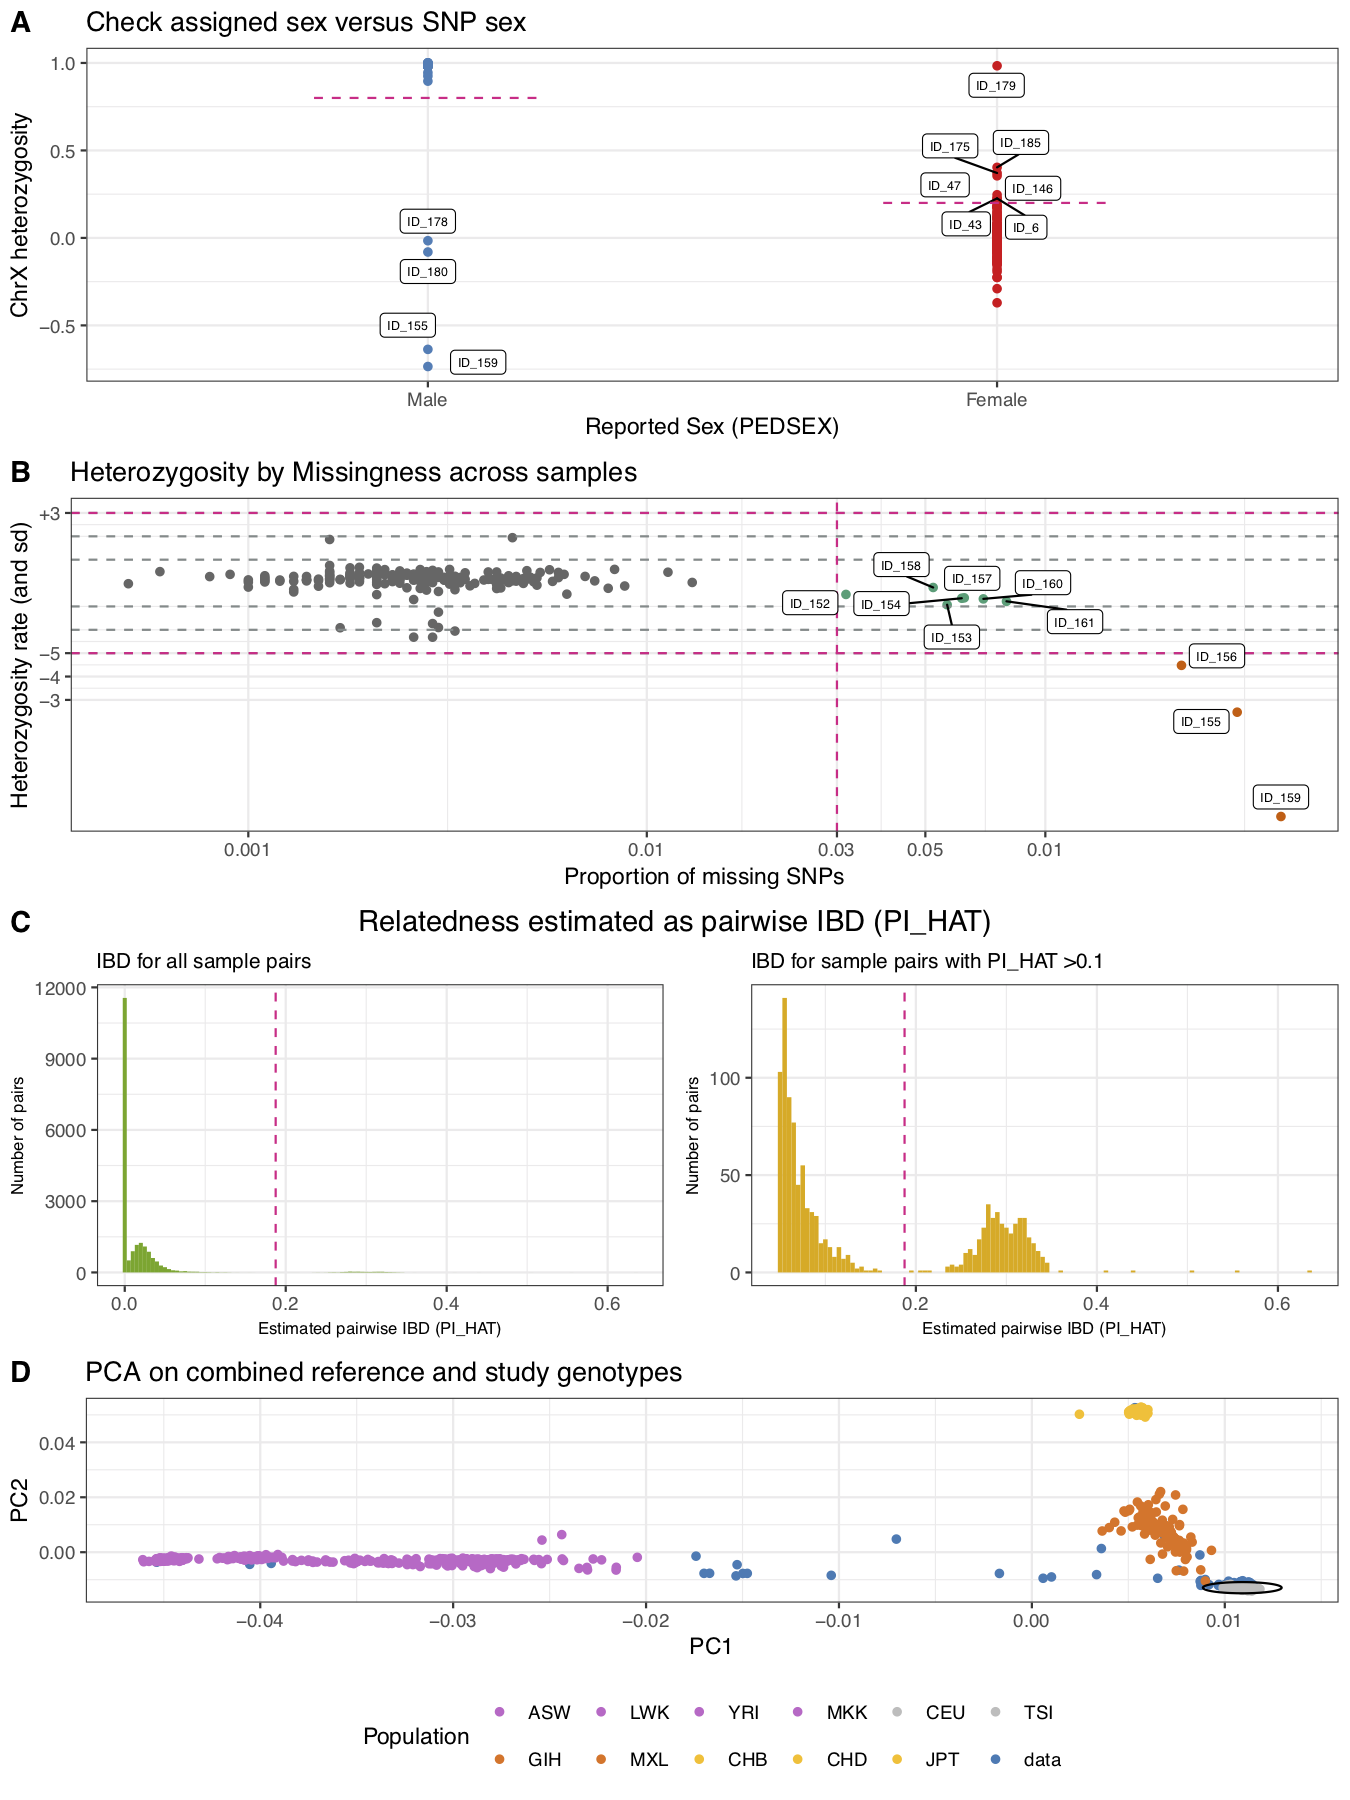 A Check assigned sex versus SNP sex
ChrX heterozygosity
1.0
0.5
0.0
−0.5
ID_179
ID_175
ID_185
ID_47
ID_146
ID_43
ID_6
ID_178
ID_180
ID_155
ID_159
Male Female
Reported Sex (PEDSEX)
B Heterozygosity by Missingness across samples
Heterozygosity rate (and sd)
+3
−5
−4
−3
ID_158
ID_157
ID_160
ID_152
ID_154
ID_161
ID_153
ID_156
ID_155
ID_159
0.001 0.01 0.03 0.05 0.01
Proportion of missing SNPs
C Relatedness estimated as pairwise IBD (PI_HAT)
IBD for all sample pairs
Number of pairs
12000
9000
6000
3000
0
0.0 0.2 0.4 0.6
Estimated pairwise IBD (PI_HAT)
IBD for sample pairs with PI_HAT >0.1
Number of pairs
100
50
0
0.2 0.4 0.6
Estimated pairwise IBD (PI_HAT)
D PCA on combined reference and study genotypes
PC2
0.04
0.02
0.00
−0.04 −0.03 −0.02 −0.01 0.00 0.01
PC1
Population
ASW LWK YRI MKK CEU TSI
GIH MXL CHB CHD JPT data